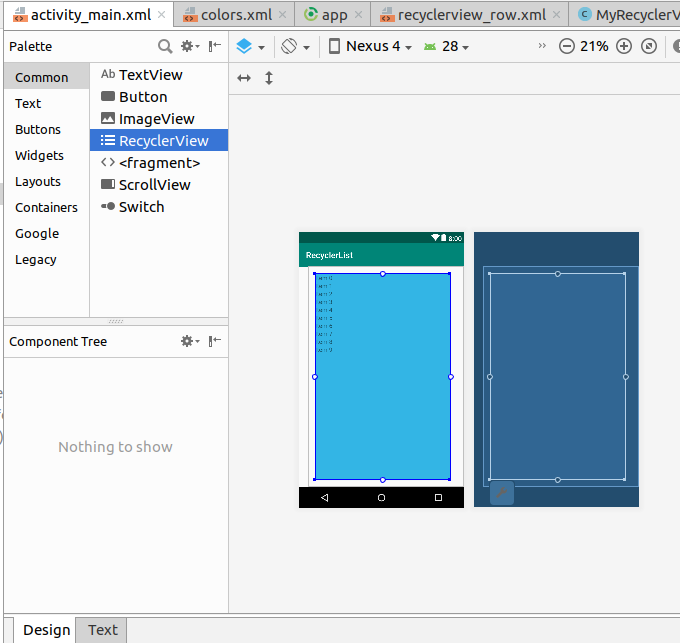 activity_main.xml
colors.xml
app
recyclerview_row.xml
MyRecyclerV
Palette
Nexus 4
28
21%
Common
Text
Buttons
Widgets
Layouts
Containers
Google
Legacy
Ab TextView
Button
ImageView
RecyclerView
<fragment>
ScrollView
Switch
8:00
RecyclerList
Component Tree
Nothing to show
Design
Text